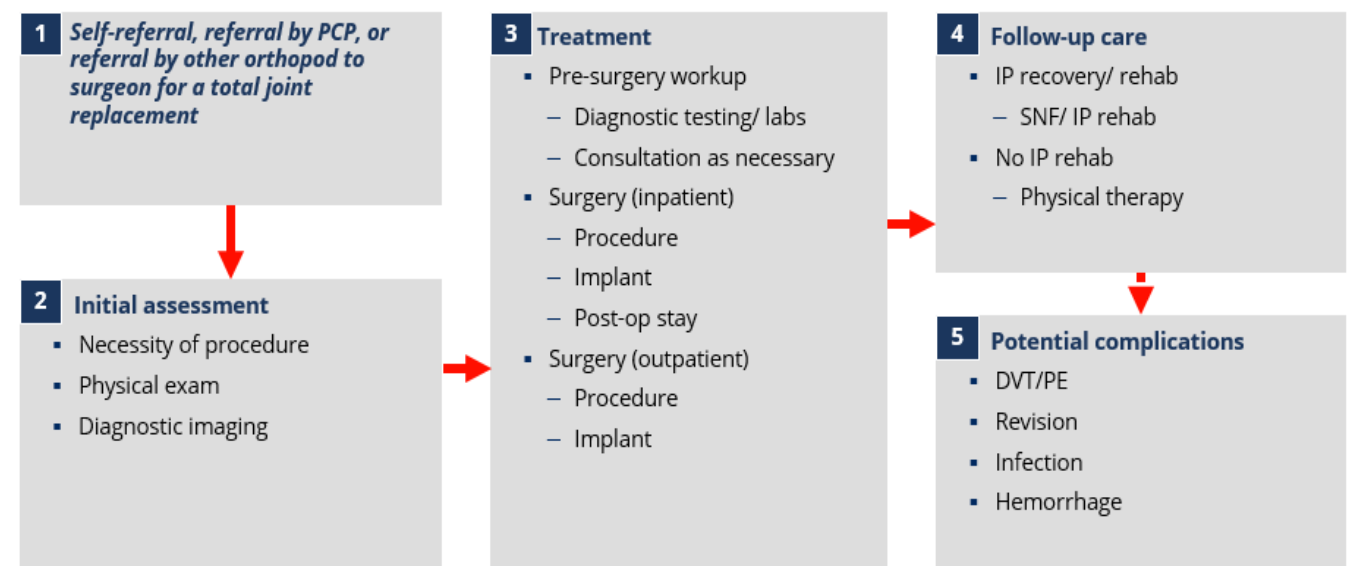 1
Self-referral, referral by PCP, or
referral by other orthopod to
surgeon for a total joint
replacement
2
Initial assessment
▪ Necessity of procedure
▪ Physical exam
▪ Diagnostic imaging
3
Treatment
▪ Pre-surgery workup
– Diagnostic testing/ labs
– Consultation as necessary
▪ Surgery (inpatient)
– Procedure
– Implant
– Post-op stay
▪ Surgery (outpatient)
– Procedure
– Implant
4
Follow-up care
▪ IP recovery/ rehab
– SNF/ IP rehab
▪ No IP rehab
– Physical therapy
5
Potential complications
▪ DVT/PE
▪ Revision
▪ Infection
▪ Hemorrhage